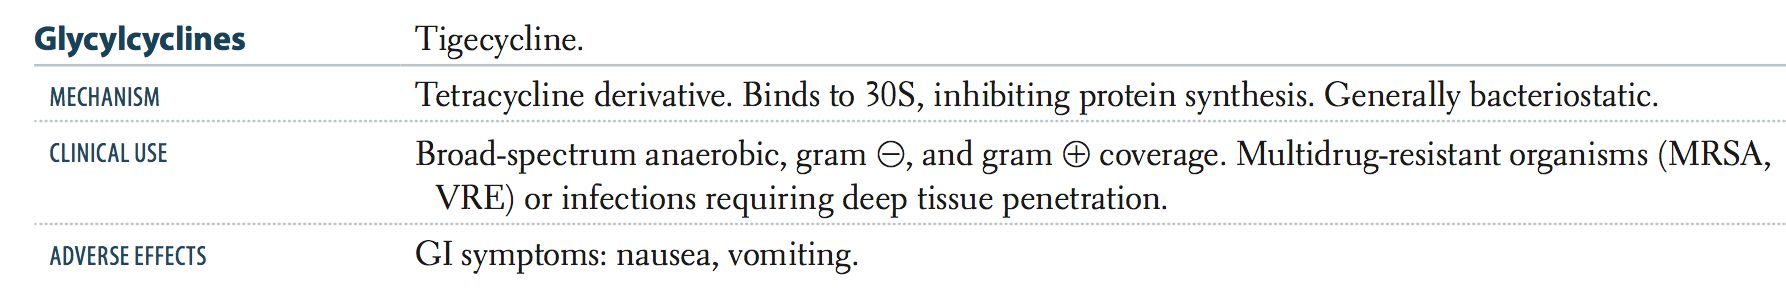 Glycylcyclines Tigecycline.
MECHANISM Tetracycline derivative. Binds to 30S, inhibiting protein synthesis. Generally bacteriostatic.
CLINICAL USE Broad-spectrum anaerobic, gram ⊖, and gram ⊕ coverage. Multidrug-resistant organisms (MRSA,
VRE) or infections requiring deep tissue penetration.
ADVERSE EFFECTS GI symptoms: nausea, vomiting.